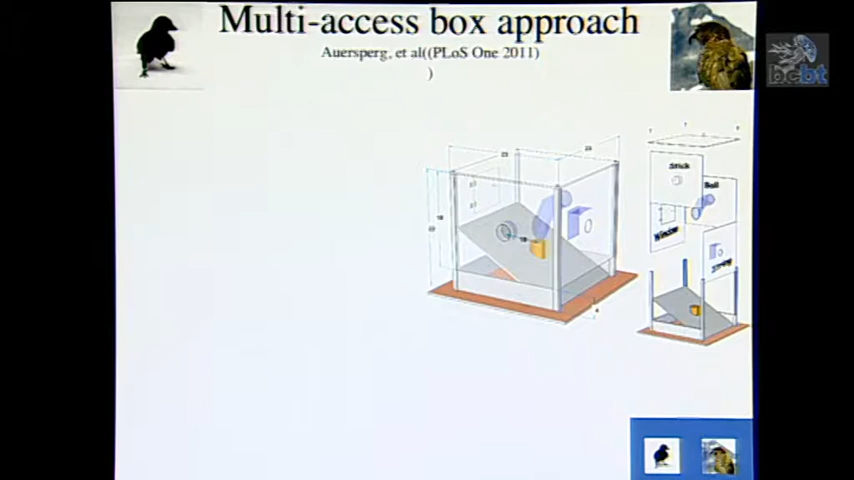 Multi-access box approach
Auersperg, et al((PLoS One 2011)
)
bcbt
Stick
Ball
Window
String